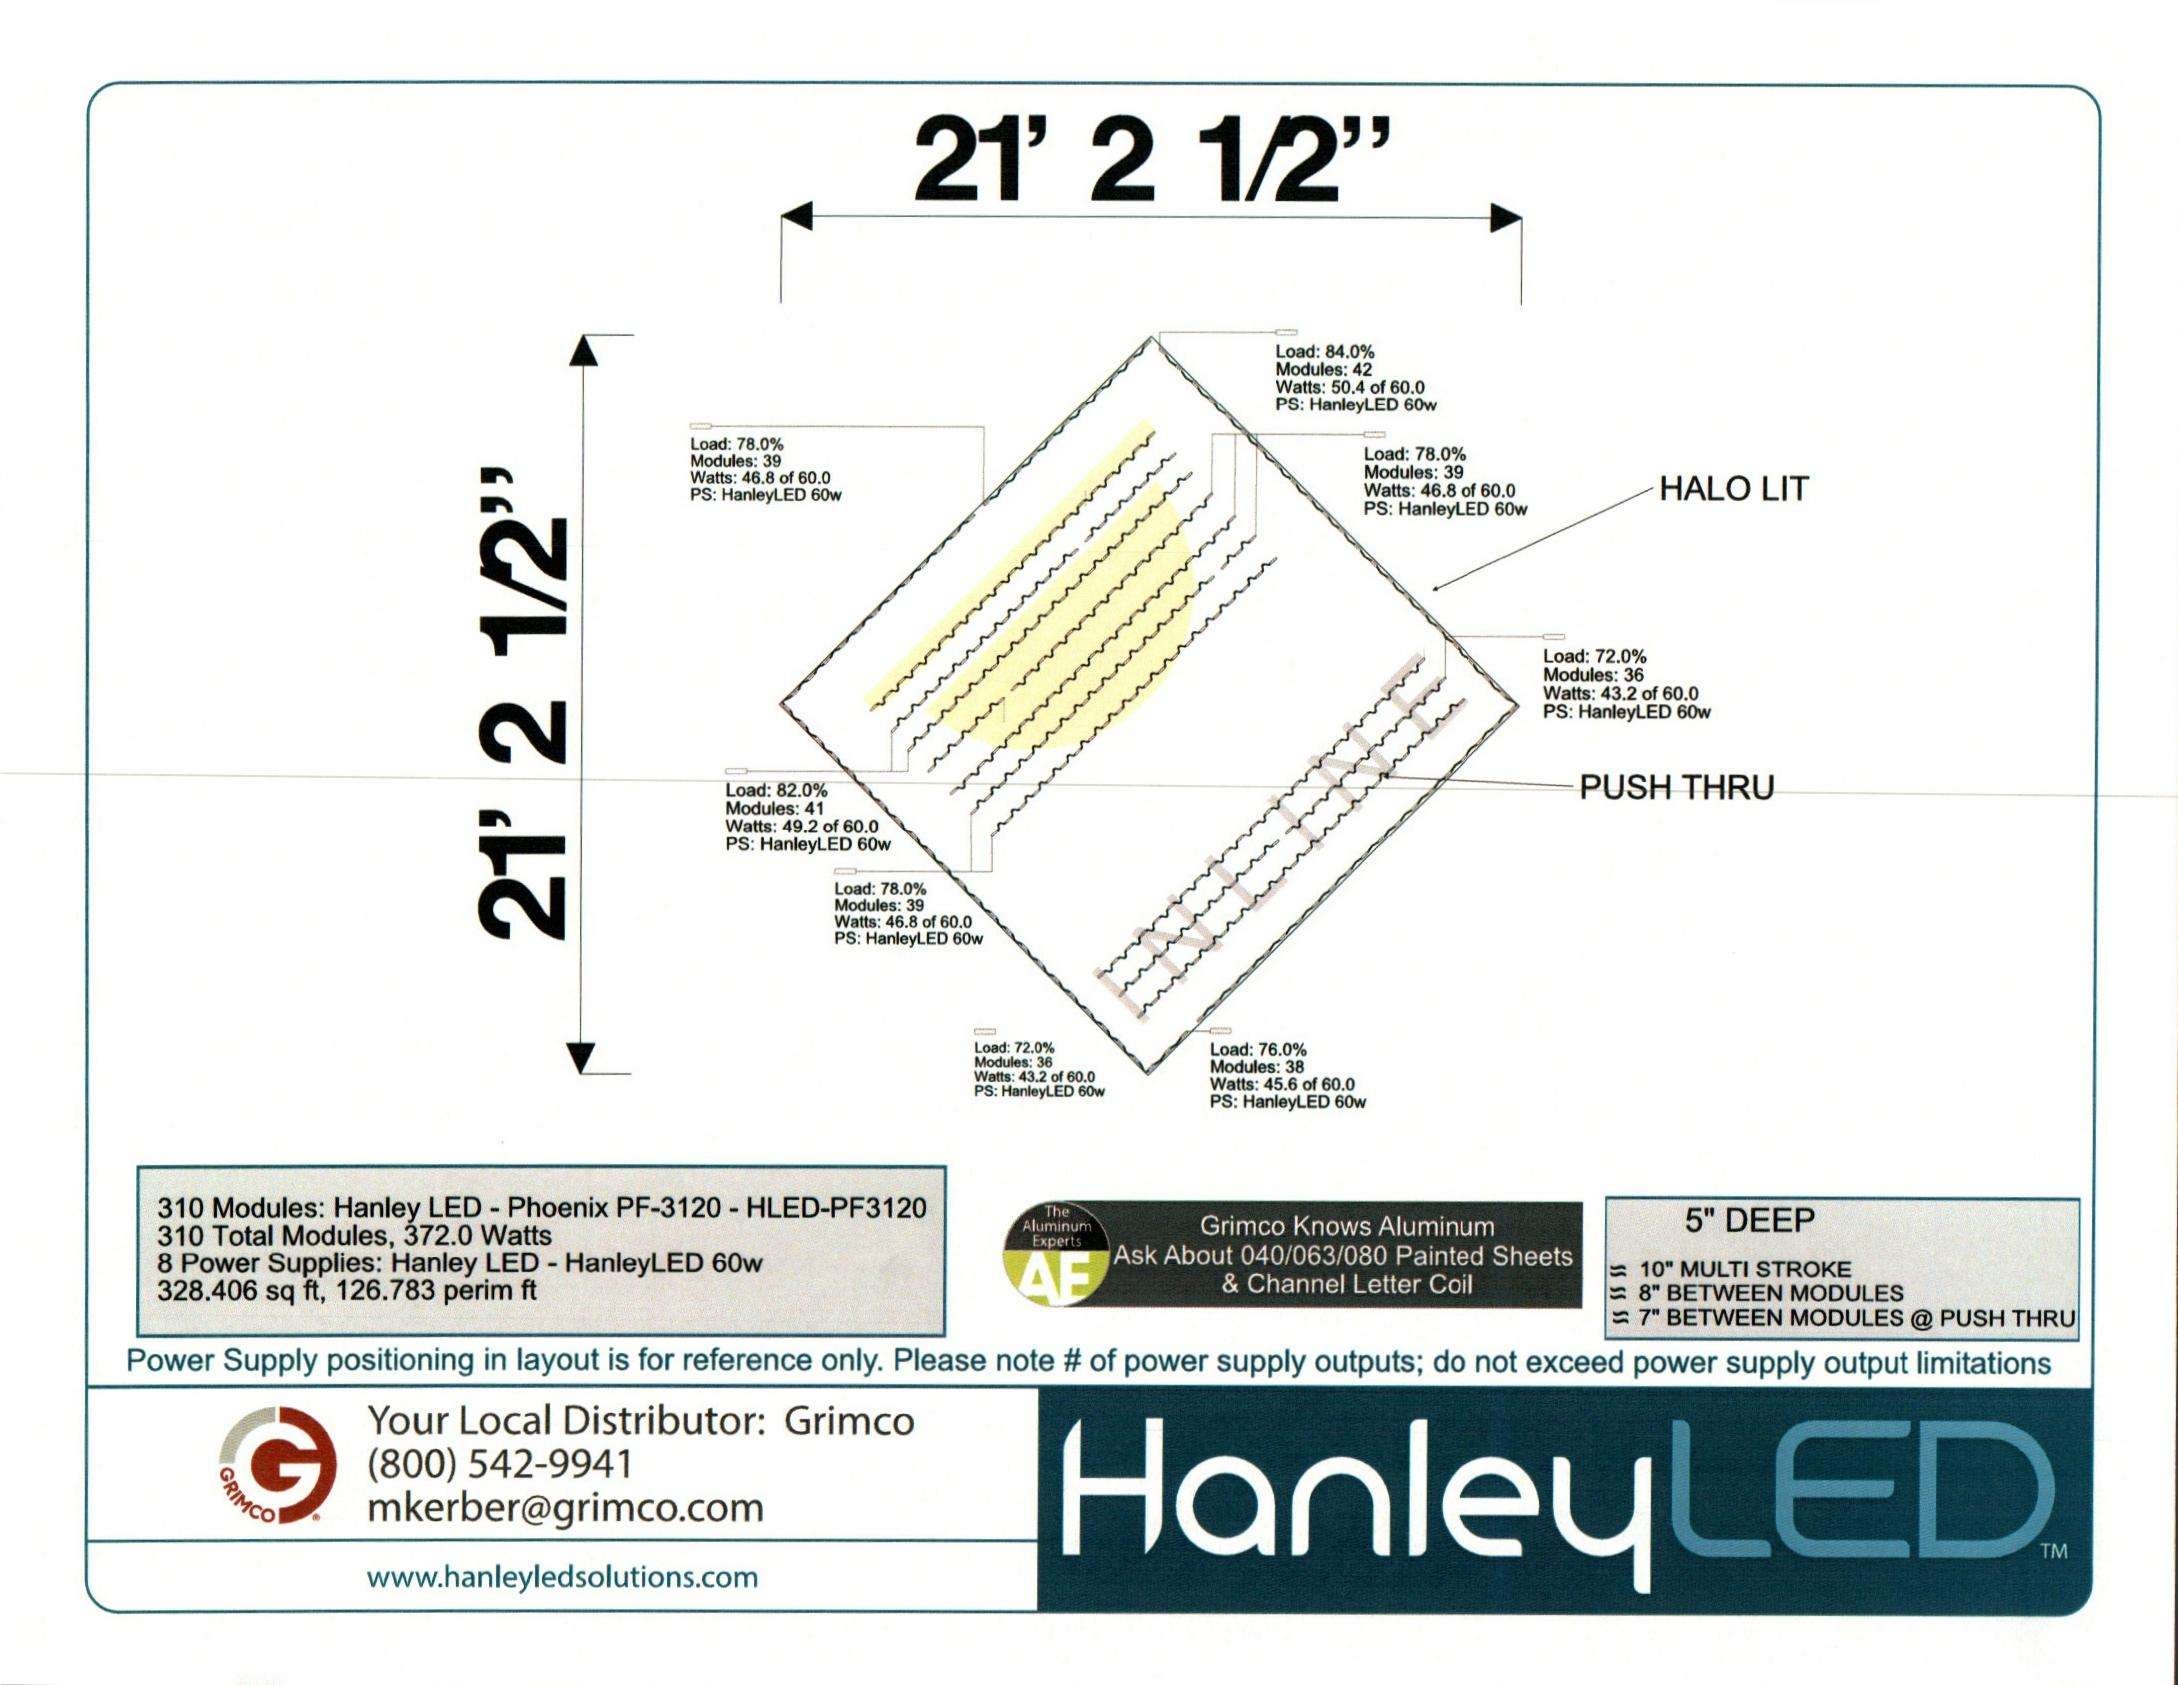 21' 2 1/2"
21' 2 1/2"
Load: 84.0%
Modules: 42
Watts: 50.4 of 60.0
PS: HanleyLED 60w
Load: 78.0%
Modules: 39
Watts: 46.8 of 60.0
PS: HanleyLED 60w
Load: 78.0%
Modules: 39
Watts: 46.8 of 60.0
PS: HanleyLED 60w
HALO LIT
Load: 72.0%
Modules: 36
Watts: 43.2 of 60.0
PS: HanleyLED 60w
INLINE
PUSH THRU
Load: 82.0%
Modules: 41
Watts: 49.2 of 60.0
PS: HanleyLED 60w
Load: 78.0%
Modules: 39
Watts: 46.8 of 60.0
PS: HanleyLED 60w
Load: 72.0%
Modules: 36
Watts: 43.2 of 60.0
PS: HanleyLED 60w
Load: 76.0%
Modules: 38
Watts: 45.6 of 60.0
PS: HanleyLED 60w
310 Modules: Hanley LED - Phoenix PF-3120 - HLED-PF3120
310 Total Modules, 372.0 Watts
8 Power Supplies: Hanley LED - HanleyLED 60w
328.406 sq ft, 126.783 perim ft
The
Aluminum
Experts
AE
Grimco Knows Aluminum
Ask About 040/063/080 Painted Sheets
& Channel Letter Coil
5" DEEP
≈ 10" MULTI STROKE
≈ 8" BETWEEN MODULES
≈ 7" BETWEEN MODULES @ PUSH THRU
Power Supply positioning in layout is for reference only. Please note # of power supply outputs; do not exceed power supply output limitations
G
GRIMCO®
Your Local Distributor: Grimco
(800) 542-9941
mkerber@grimco.com
www.hanleyledsolutions.com
HanleyLED™